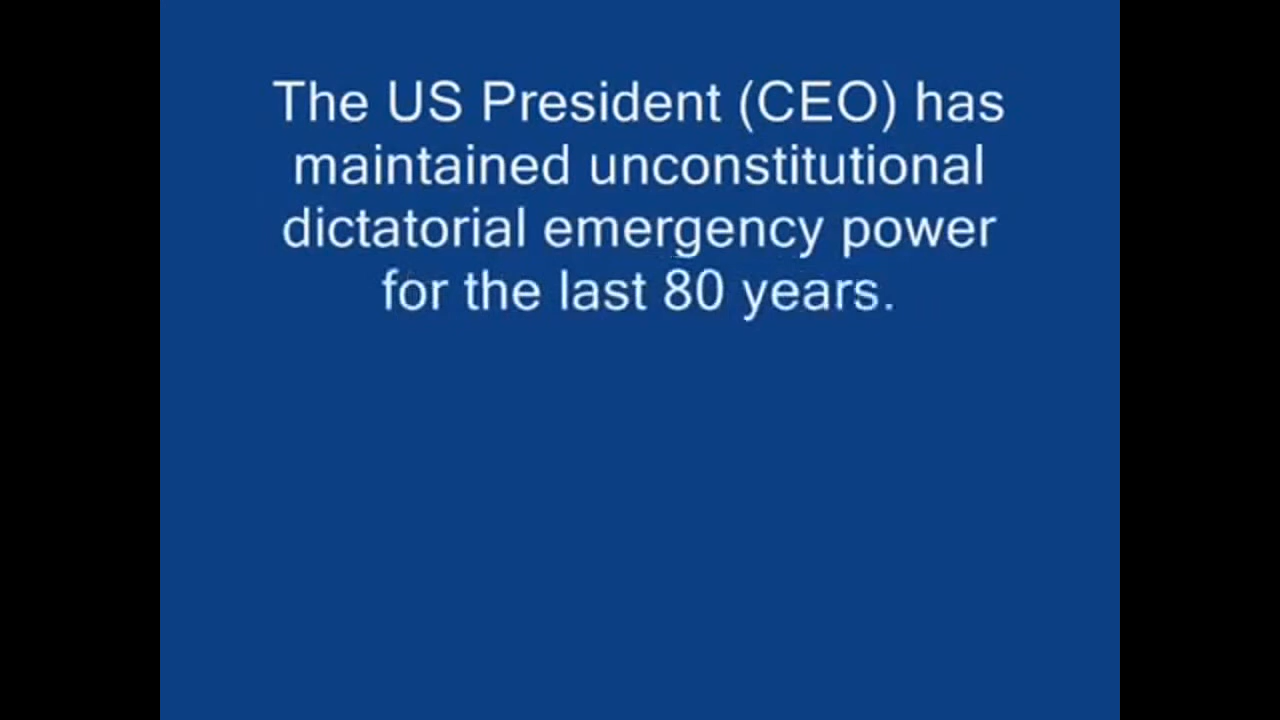 The US President (CEO) has
maintained unconstitutional
dictatorial emergency power
for the last 80 years.